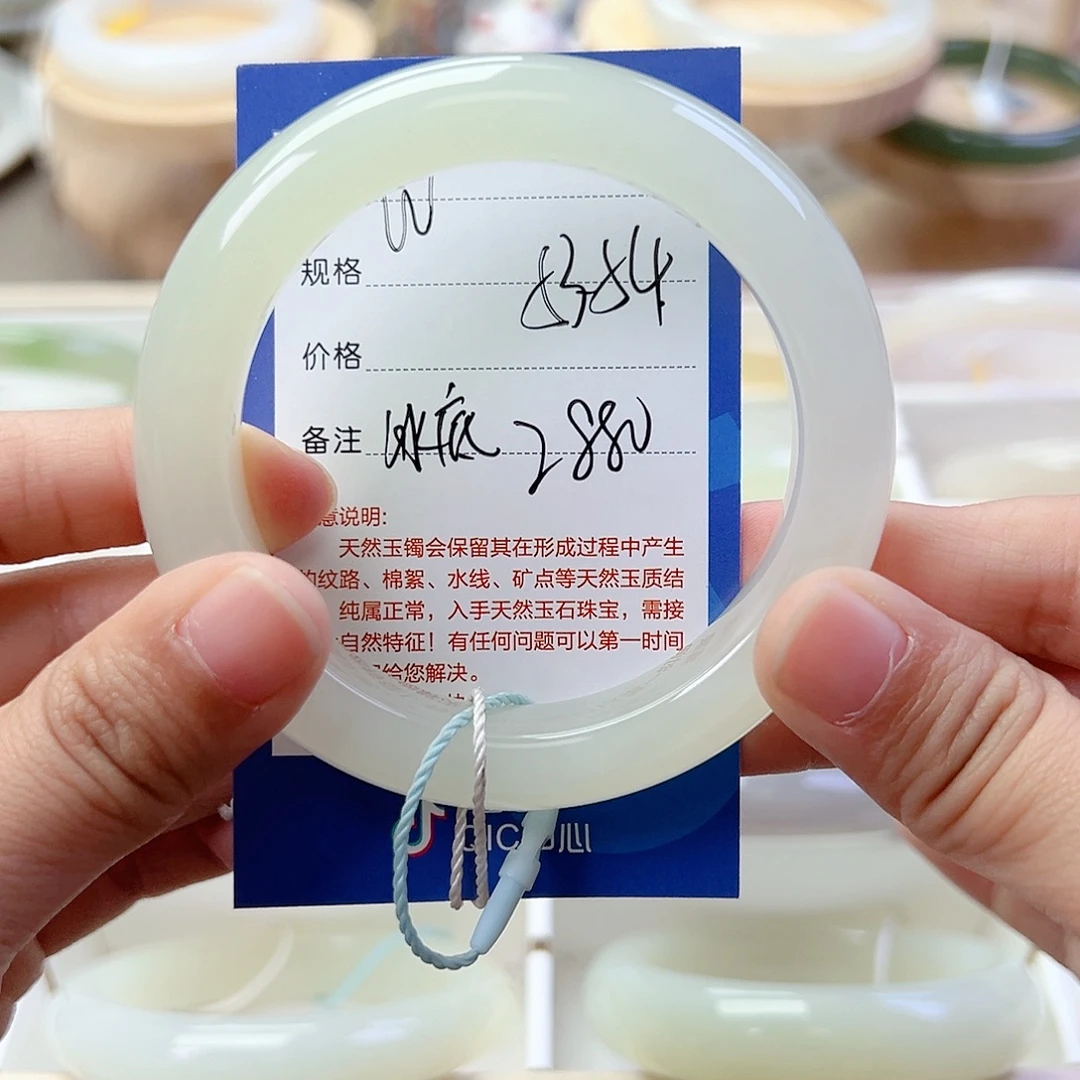 规格
价格
备注 冰底 2880
意说明:
天然玉镯会保留其在形成过程中产生
的纹路、棉絮、水线、矿点等天然玉质结
纯属正常，入手天然玉石珠宝，需接
自然特征！有任何问题可以第一时间
给您解决。
心